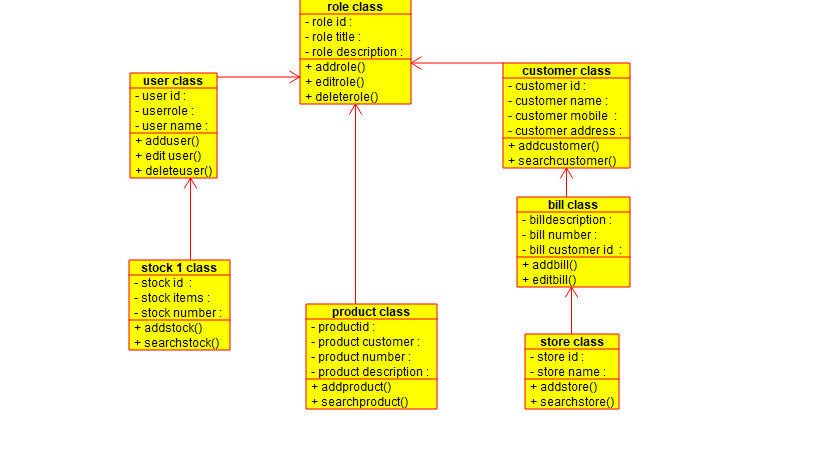 role class
- role id :
- role title :
- role description :
+ addrole()
+ editrole()
+ deleterole()
user class
- user id :
- userrole :
- user name :
+ adduser()
+ edit user()
+ deleteuser()
customer class
- customer id :
- customer name :
- customer mobile  :
- customer address :
+ addcustomer()
+ searchcustomer()
bill class
- billdescription :
- bill number :
- bill customer id  :
+ addbill()
+ editbill()
stock 1 class
- stock id  :
- stock items :
- stock number :
+ addstock()
+ searchstock()
product class
- productid :
- product customer :
- product number :
- product description :
+ addproduct()
+ searchproduct()
store class
- store id :
- store name :
+ addstore()
+ searchstore()